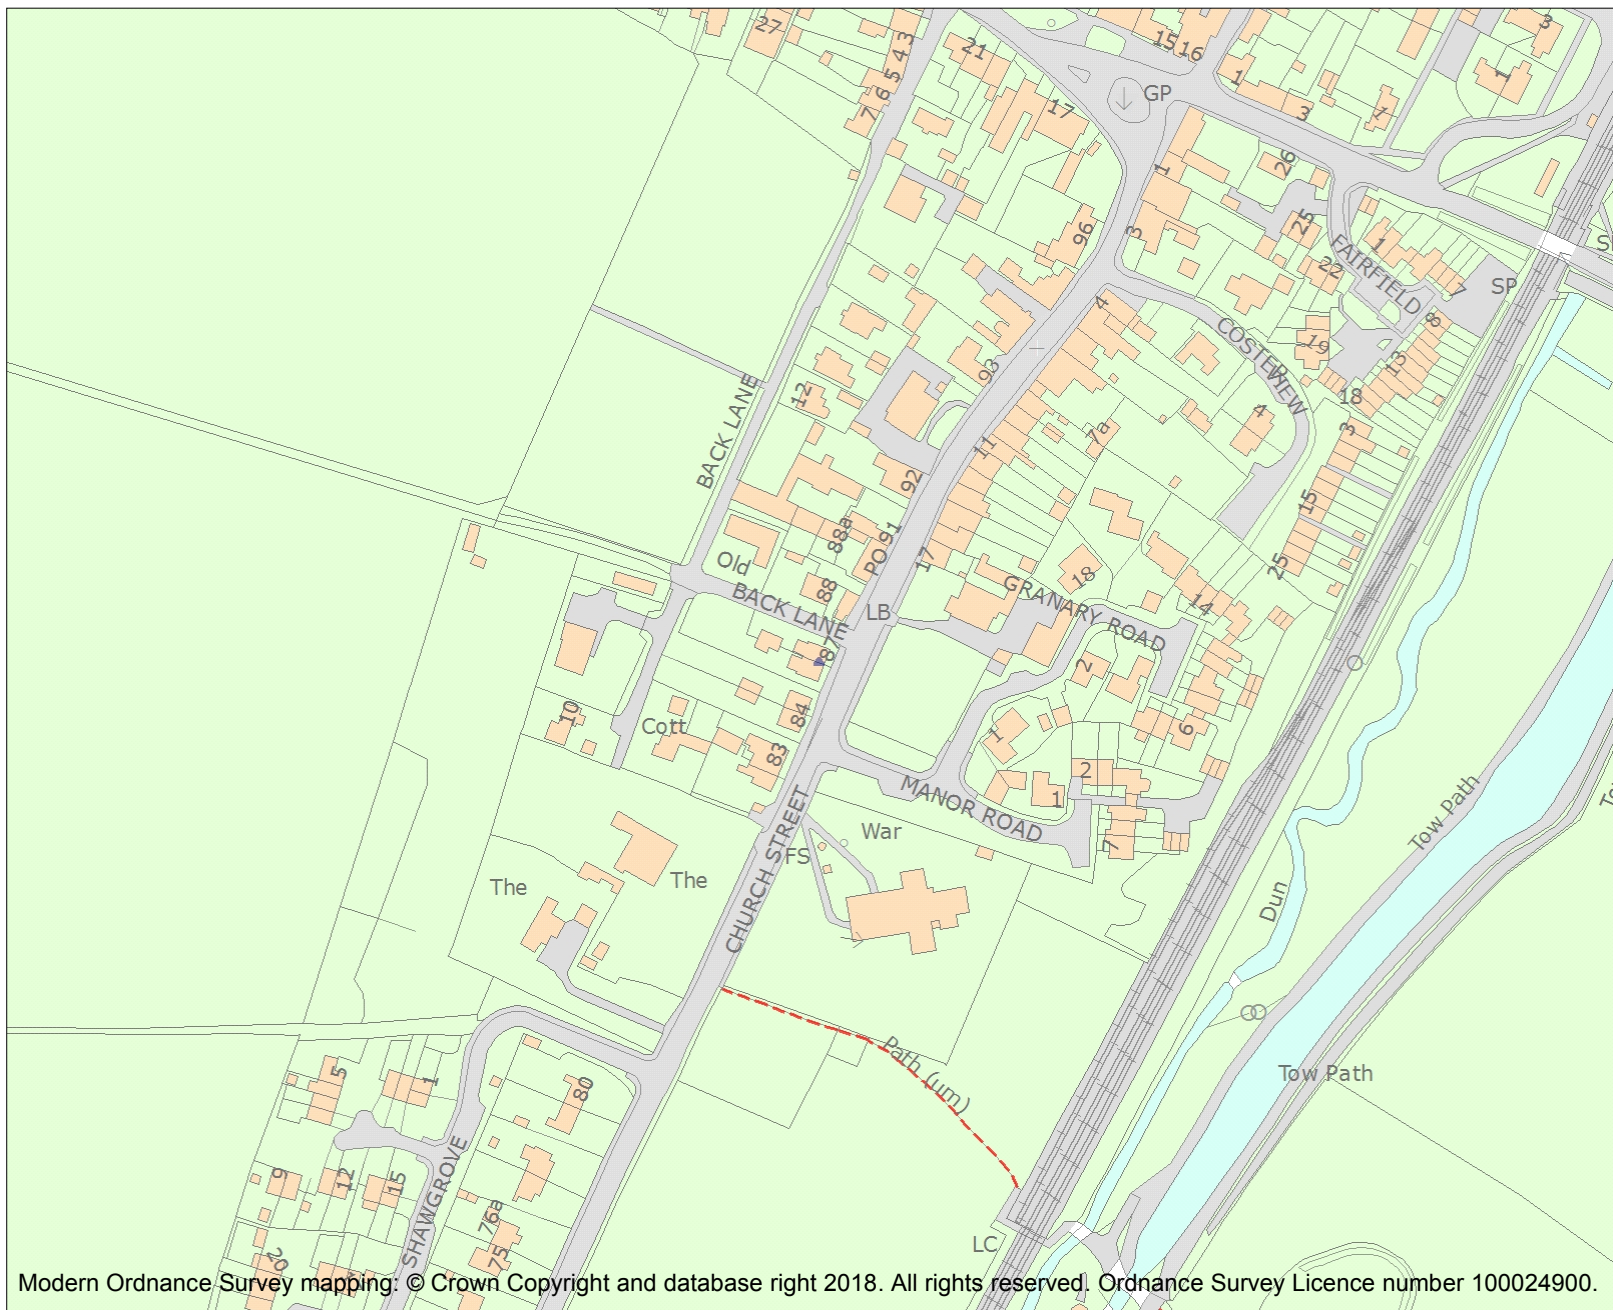 27
3
4
5
6
7
21
17
15 16
GP
1
3
1
3
1
26
25
22
FAIRFIELD
1
7
SP
8
13
18
19
1
3
96
4
COSTEVIEW
4
93
12
BACK LANE
7a
11
92
3
15
25
88a
PO 91
17
Old
BACK LANE
88
LB
87
GRANARY ROAD
18
14
2
6
10
Cott
84
83
1
2
1
7
MANOR ROAD
CHURCH STREET
War
FS
The
The
Dun
Tow Path
Tow Path
Path (um)
5
1
80
9
12
15
SHAWGROVE
76a
75
20
LC
Modern Ordnance Survey mapping: © Crown Copyright and database right 2018. All rights reserved. Ordnance Survey Licence number 100024900.